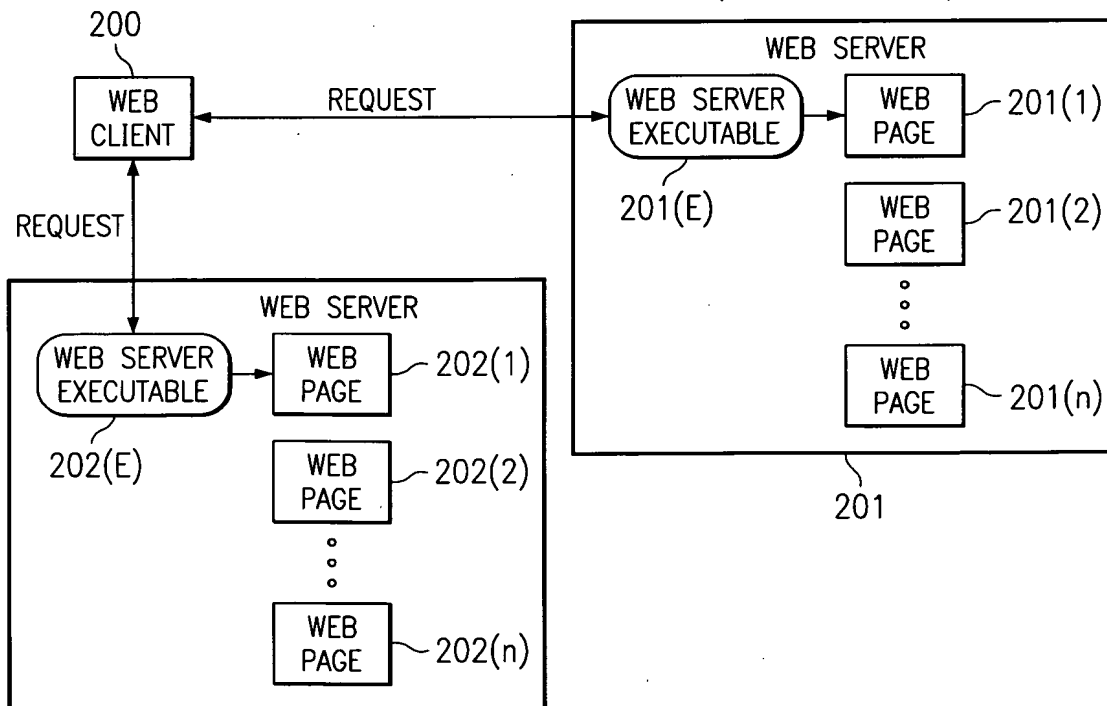 200
WEB
CLIENT
REQUEST
REQUEST
WEB SERVER
WEB SERVER
EXECUTABLE
201(E)
WEB
PAGE
201(1)
WEB
PAGE
201(2)
WEB
PAGE
201(n)
201
WEB SERVER
WEB SERVER
EXECUTABLE
202(E)
WEB
PAGE
202(1)
WEB
PAGE
202(2)
WEB
PAGE
202(n)